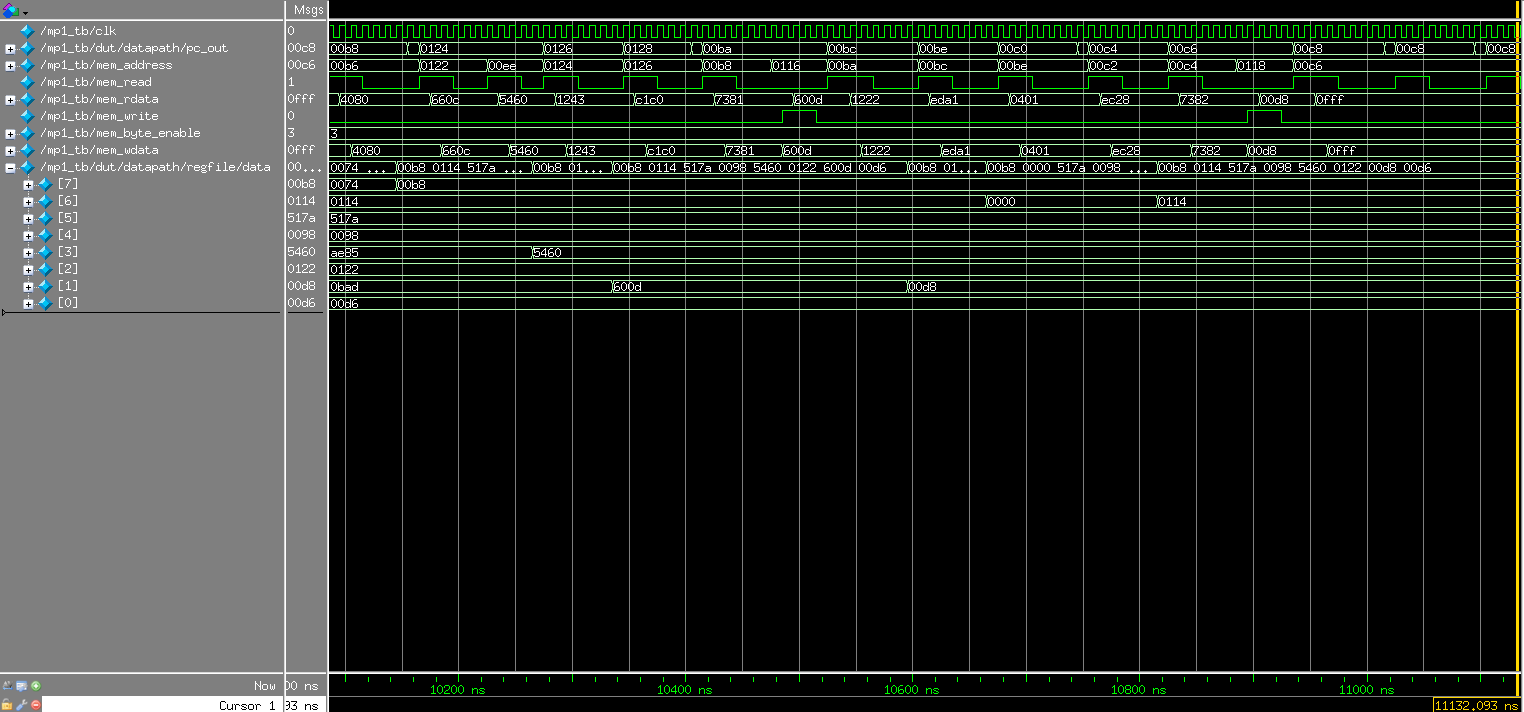 Msgs
/mp1_tb/clk 0
/mp1_tb/dut/datapath/pc_out 00c8 00b8 0124 0126 0128 00ba 00bc 00be 00c0 00c4 00c6 00c8 00c8 00c8
/mp1_tb/mem_address 00c6 00b6 0122 00ee 0124 0126 00b8 0116 00ba 00bc 00be 00c2 00c4 0118 00c6
/mp1_tb/mem_read 1
/mp1_tb/mem_rdata 0fff 4080 660c 5460 1243 c1c0 7381 600d 1222 eda1 0401 ec28 7382 00d8 0fff
/mp1_tb/mem_write 0
/mp1_tb/mem_byte_enable 3 3
/mp1_tb/mem_wdata 0fff 4080 660c 5460 1243 c1c0 7381 600d 1222 eda1 0401 ec28 7382 00d8 0fff
/mp1_tb/dut/datapath/regfile/data 00... 0074 ... 00b8 0114 517a ... 00b8 01... 00b8 0114 517a 0098 5460 0122 600d 00d6 00b8 01... 00b8 0000 517a 0098 ... 00b8 0114 517a 0098 5460 0122 00d8 00d6
[7] 00b8 0074 00b8
[6] 0114 0114 0000 0114
[5] 517a 517a
[4] 0098 0098
[3] 5460 ae85 5460
[2] 0122 0122
[1] 00d8 0bad 600d 00d8
[0] 00d6 00d6
Now 00 ns 10200 ns 10400 ns 10600 ns 10800 ns 11000 ns
Cursor 1 93 ns 11132.093 ns